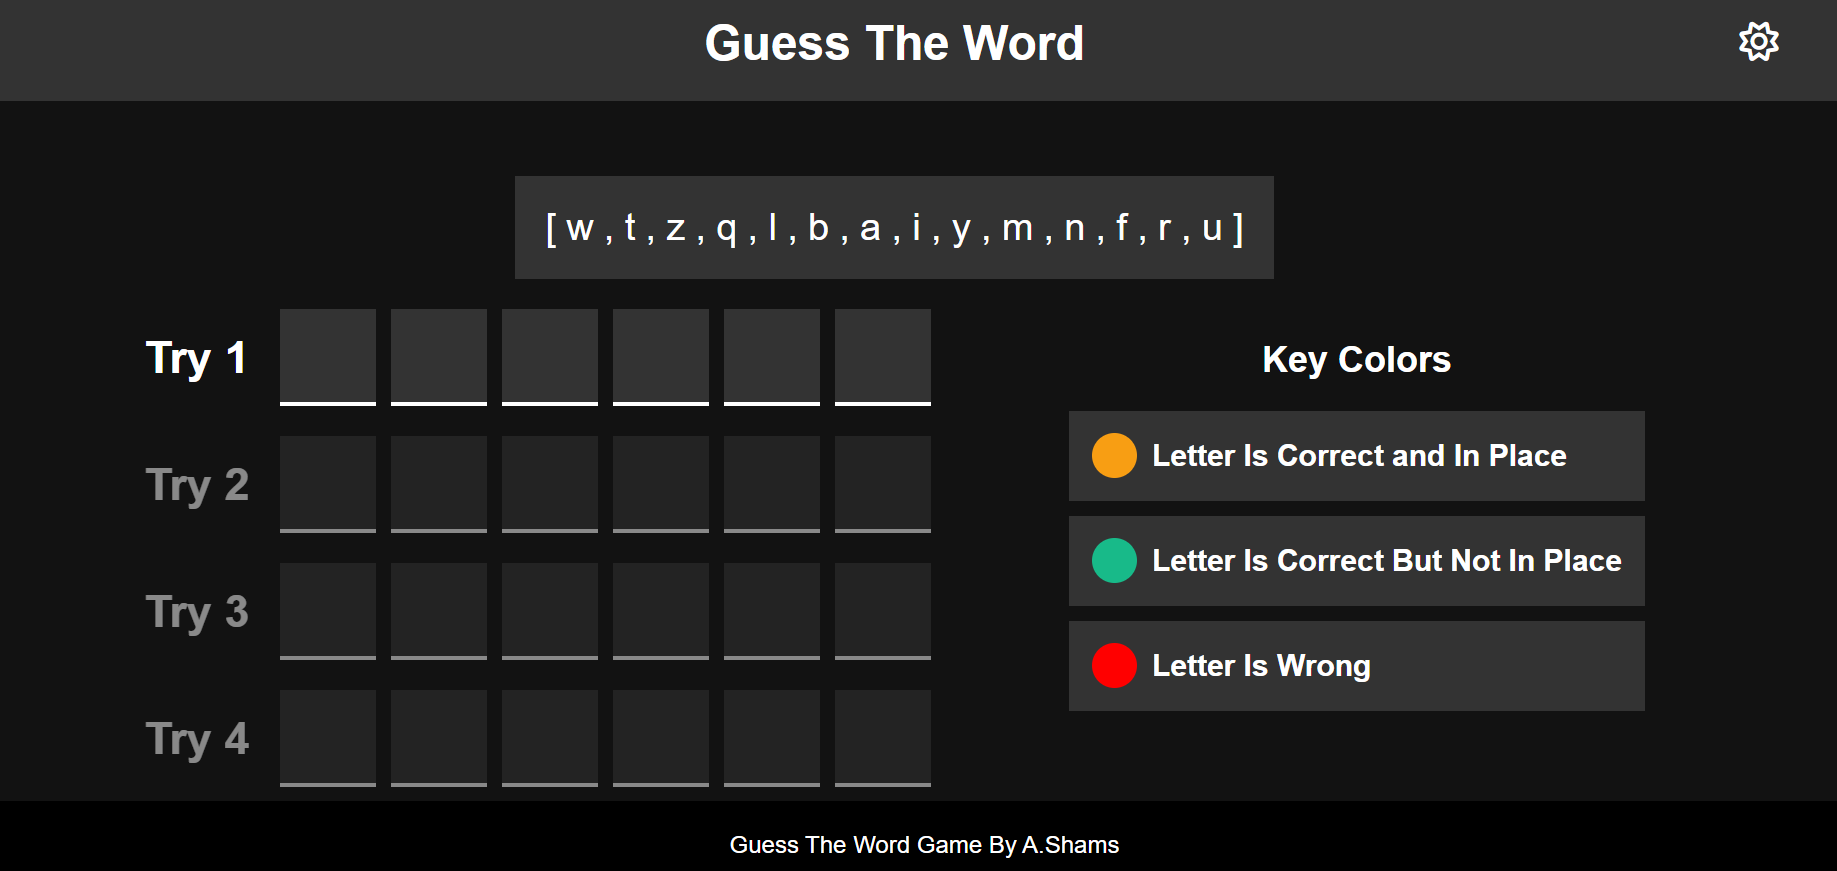 Guess The Word
[ w , t , z , q , l , b , a , i , y , m , n , f , r , u ]
Try 1
Try 2
Try 3
Try 4
Key Colors
Letter Is Correct and In Place
Letter Is Correct But Not In Place
Letter Is Wrong
Guess The Word Game By A.Shams